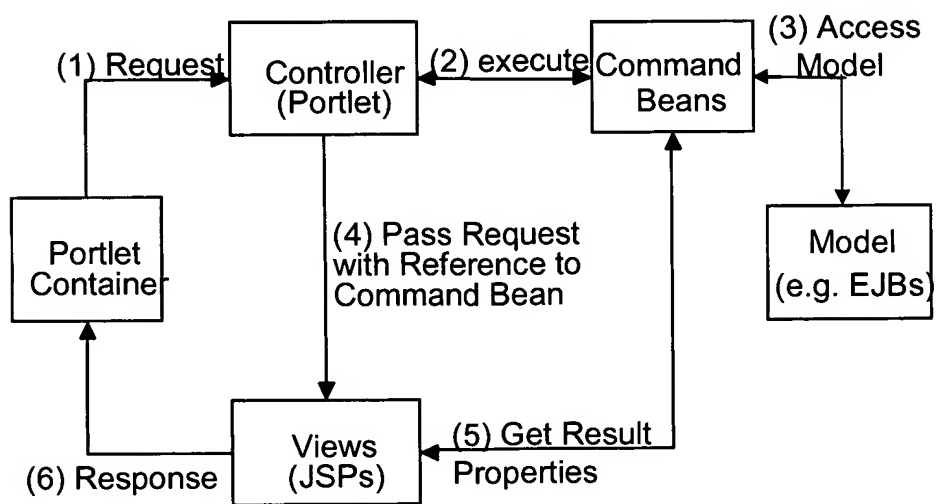 (1) Request
Controller
(Portlet)
(2) execute
Command
Beans
(3) Access
Model
Portlet
Container
(4) Pass Request
with Reference to
Command Bean
Model
(e.g. EJBs)
Views
(JSPs)
(5) Get Result
Properties
(6) Response